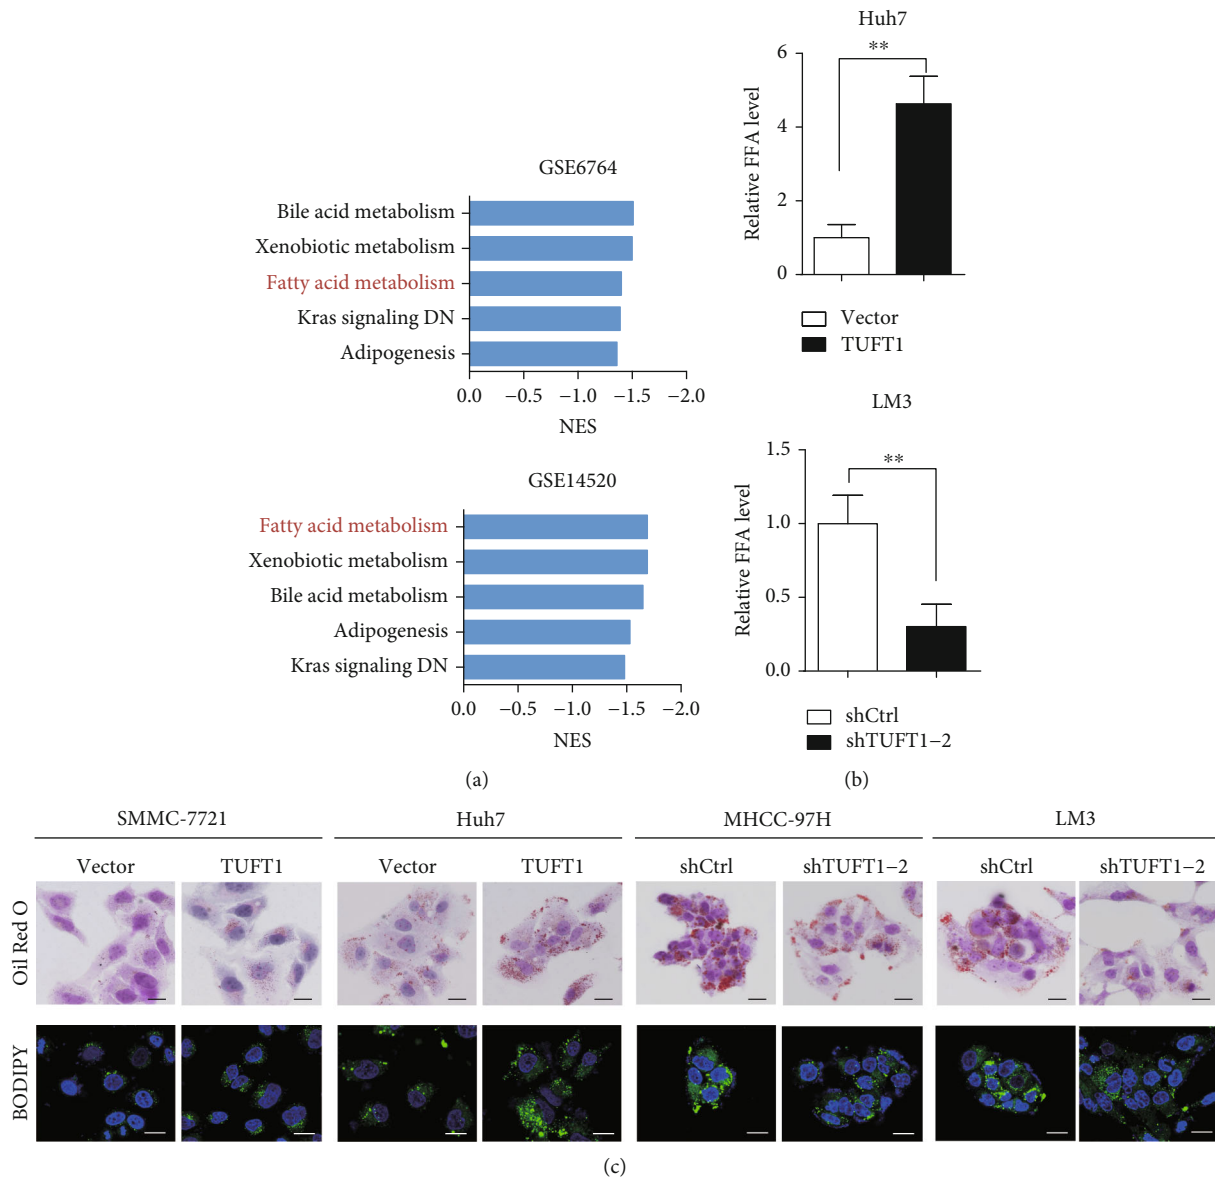 GSE6764
Bile acid metabolism
Xenobiotic metabolism
Fatty acid metabolism
Kras signaling DN
Adipogenesis
0.0 −0.5 −1.0 −1.5 −2.0
NES
GSE14520
Fatty acid metabolism
Xenobiotic metabolism
Bile acid metabolism
Adipogenesis
Kras signaling DN
0.0 −0.5 −1.0 −1.5 −2.0
NES
(a)
Huh7
**
Relative FFA level
6
4
2
0
Vector
TUFT1
LM3
**
Relative FFA level
1.5
1.0
0.5
0.0
shCtrl
shTUFT1−2
(b)
SMMC-7721 Huh7 MHCC-97H LM3
Vector TUFT1 Vector TUFT1 shCtrl shTUFT1−2 shCtrl shTUFT1−2
Oil Red O
BODIPY
(c)